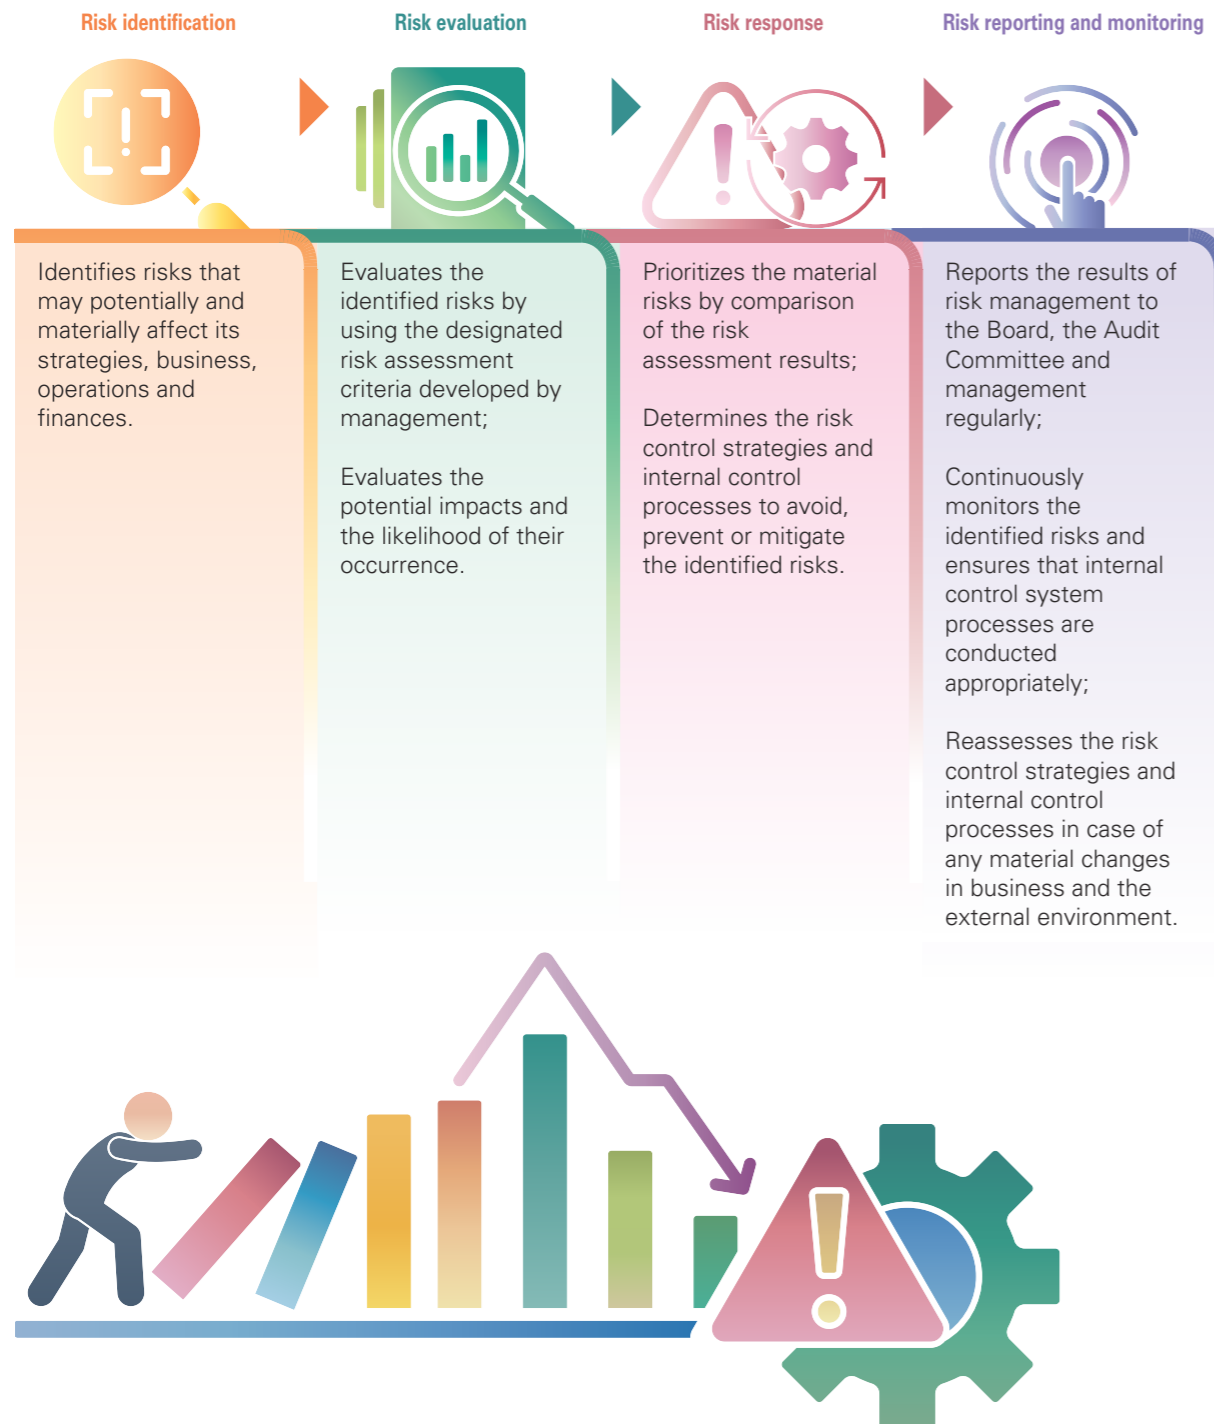 Risk identification
Risk evaluation
Risk response
Risk reporting and monitoring
Identifies risks that
may potentially and
materially affect its
strategies, business,
operations and
finances.
Evaluates the
identified risks by
using the designated
risk assessment
criteria developed by
management;
Evaluates the
potential impacts and
the likelihood of their
occurrence.
Prioritizes the material
risks by comparison
of the risk
assessment results;
Determines the risk
control strategies and
internal control
processes to avoid,
prevent or mitigate
the identified risks.
Reports the results of
risk management to
the Board, the Audit
Committee and
management
regularly;
Continuously
monitors the
identified risks and
ensures that internal
control system
processes are
conducted
appropriately;
Reassesses the risk
control strategies and
internal control
processes in case of
any material changes
in business and the
external environment.